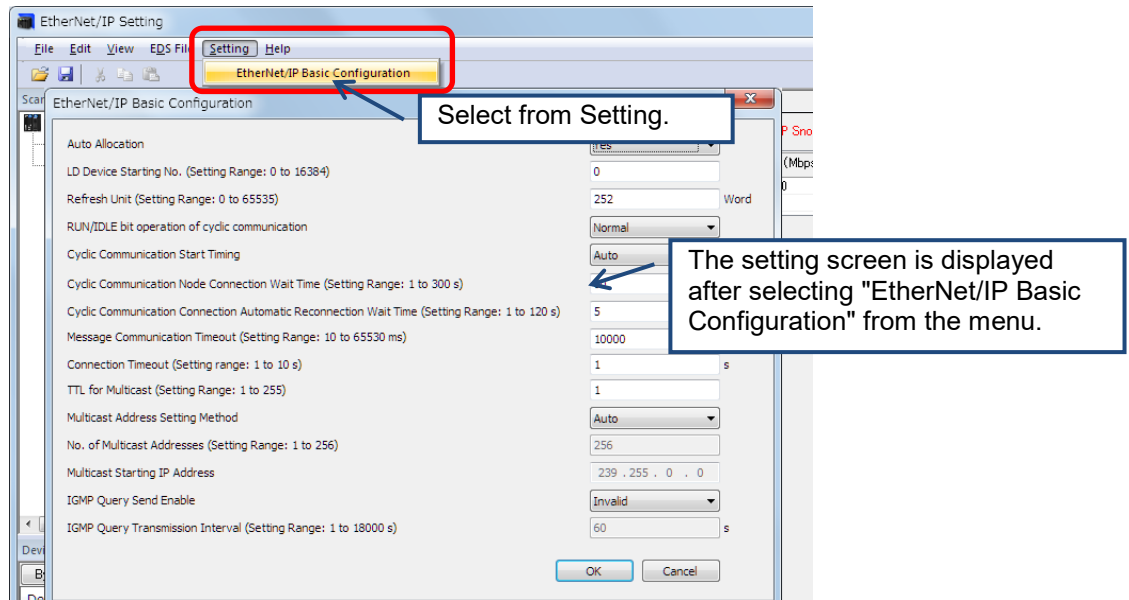 EtherNet/IP Setting
File Edit View EDS Fil Setting Help
EtherNet/IP Basic Configuration
Scar
EtherNet/IP Basic Configuration
Select from Setting.
P Sno
Auto Allocation
(Mbps
LD Device Starting No. (Setting Range: 0 to 16384) 0
Refresh Unit (Setting Range: 0 to 65535) 252 Word
0
RUN/IDLE bit operation of cyclic communication Normal
Cyclic Communication Start Timing Auto
The setting screen is displayed
after selecting "EtherNet/IP Basic
Configuration" from the menu.
Cyclic Communication Node Connection Wait Time (Setting Range: 1 to 300 s)
Cyclic Communication Connection Automatic Reconnection Wait Time (Setting Range: 1 to 120 s) 5
Message Communication Timeout (Setting Range: 10 to 65530 ms) 10000
Connection Timeout (Setting range: 1 to 10 s) 1 s
TTL for Multicast (Setting Range: 1 to 255) 1
Multicast Address Setting Method Auto
No. of Multicast Addresses (Setting Range: 1 to 256) 256
Multicast Starting IP Address 239 . 255 . 0 . 0
IGMP Query Send Enable Invalid
IGMP Query Transmission Interval (Setting Range: 1 to 18000 s) 60 s
Devi
OK Cancel